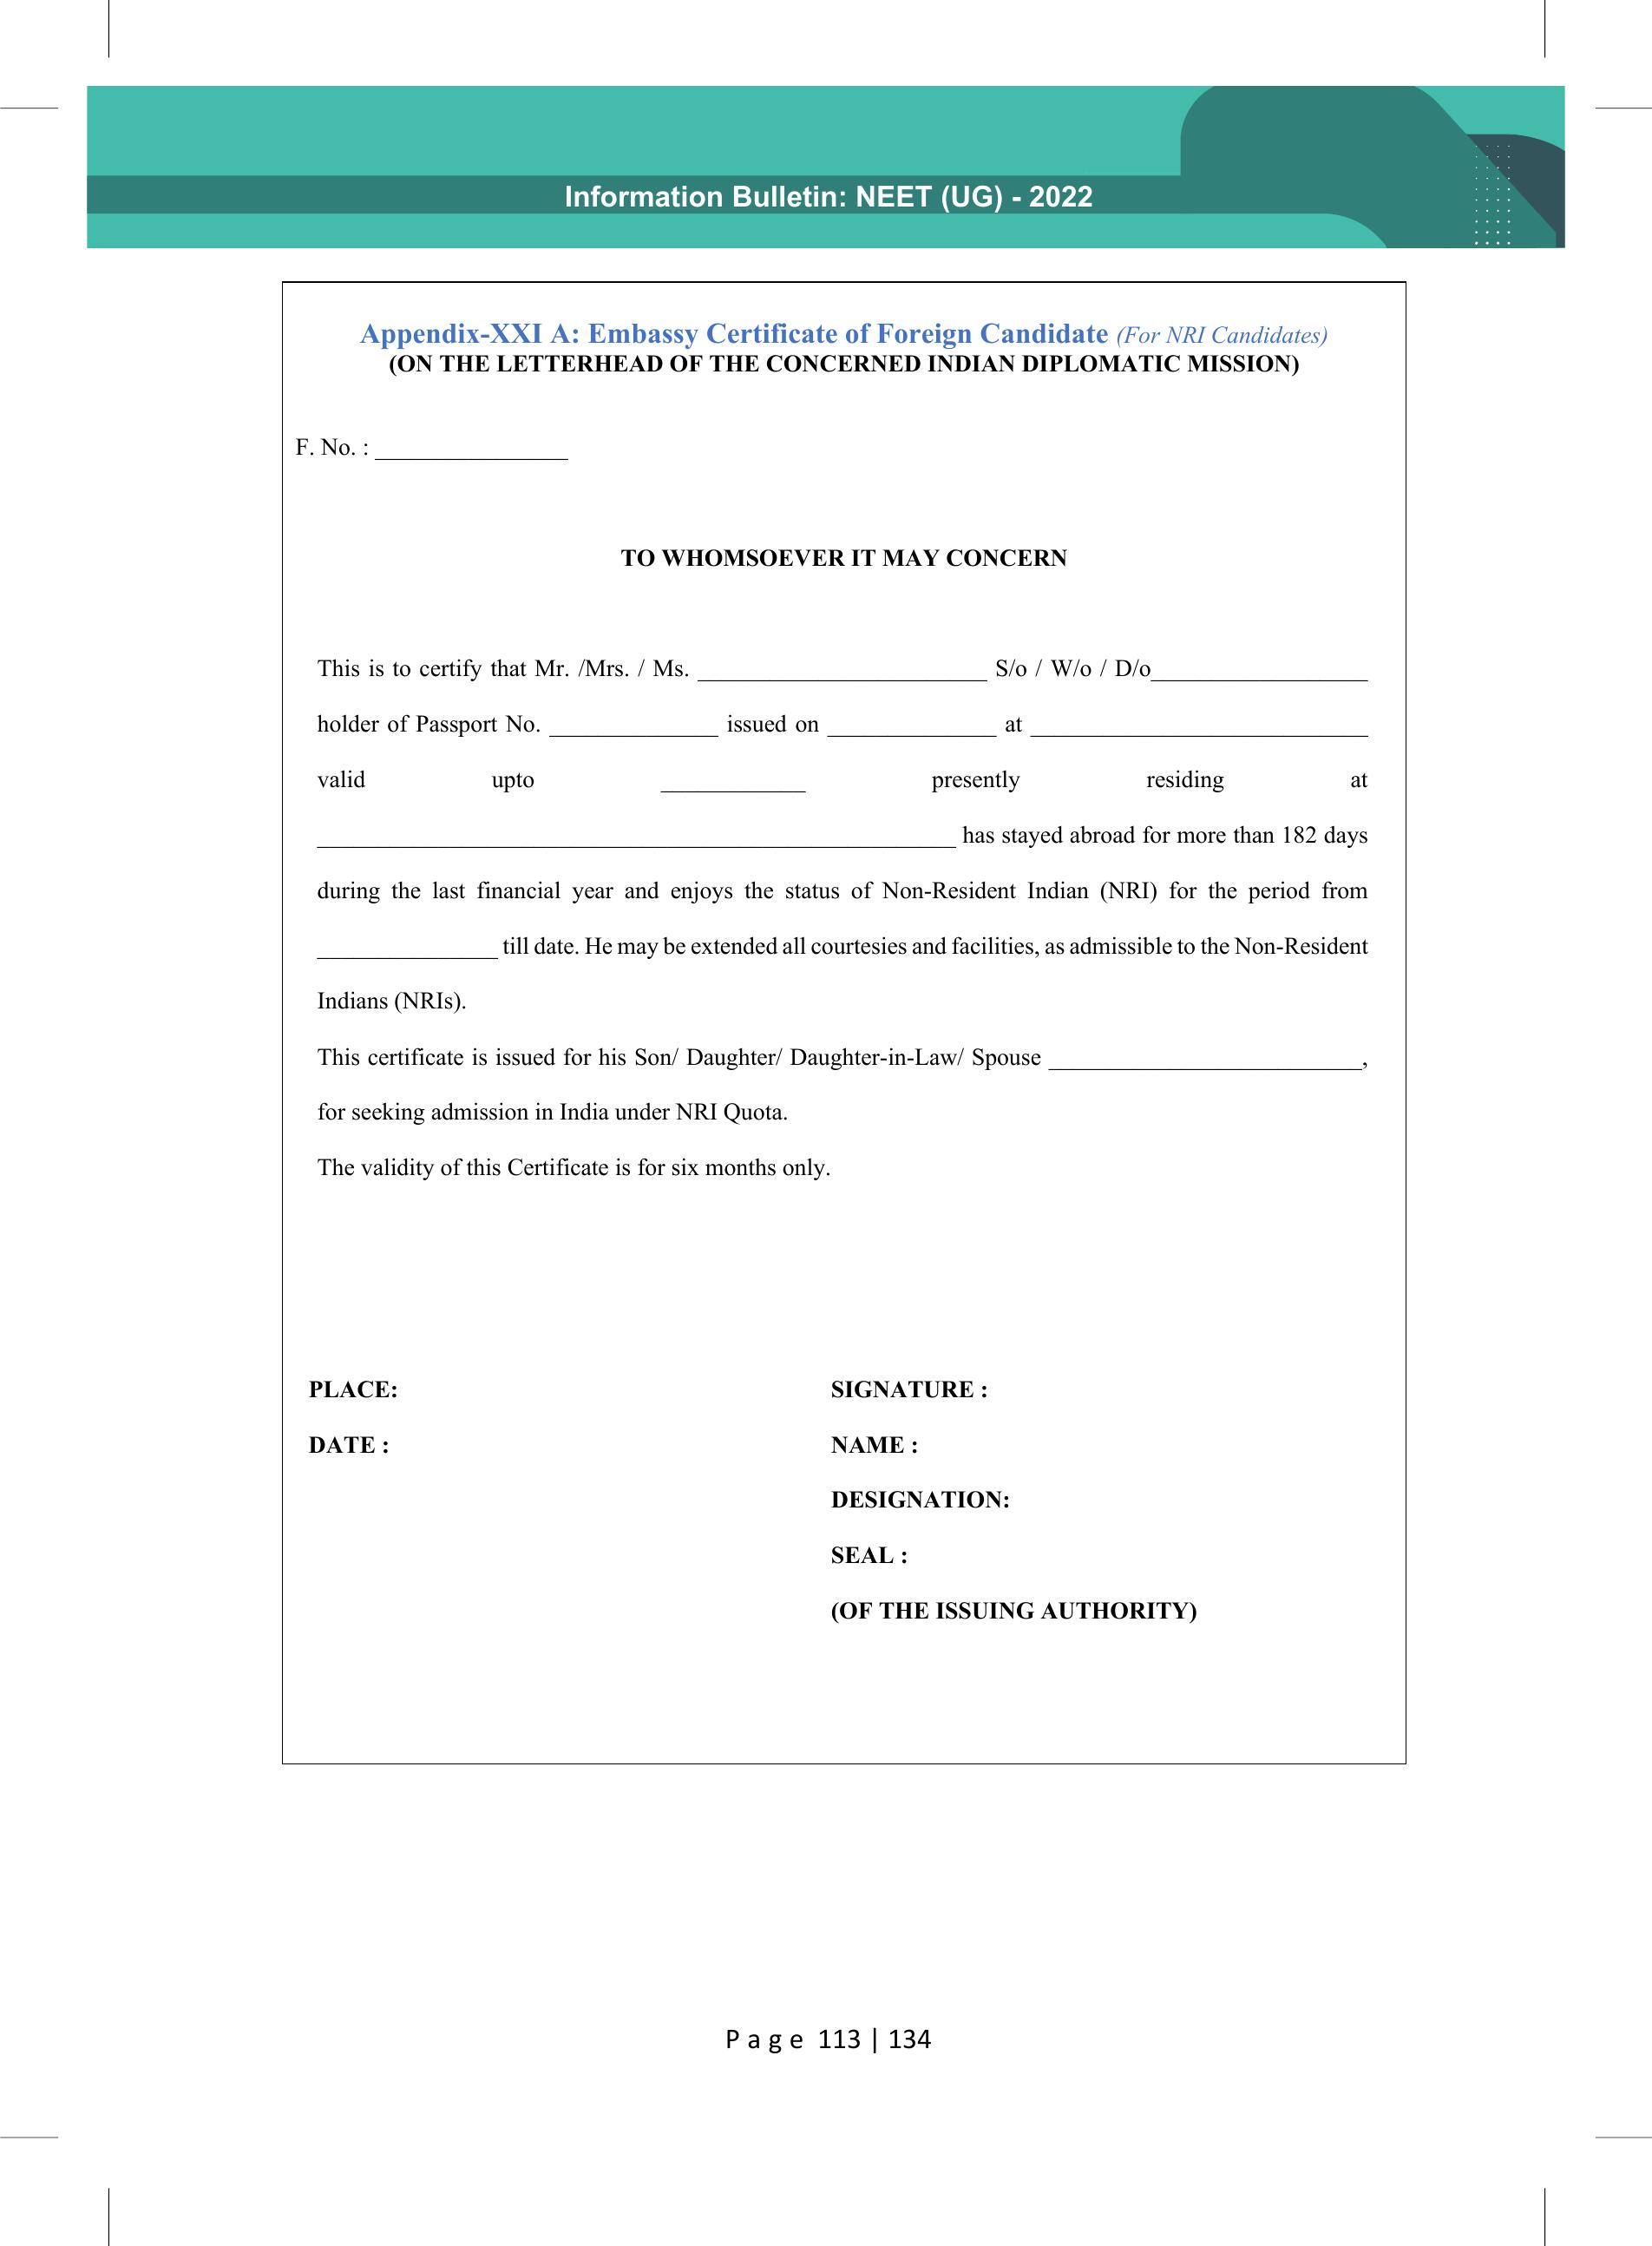 Information Bulletin: NEET (UG) - 2022
Appendix-XXI A: Embassy Certificate of Foreign Candidate (For NRI Candidates)
(ON THE LETTERHEAD OF THE CONCERNED INDIAN DIPLOMATIC MISSION)
F. No. : ________________
TO WHOMSOEVER IT MAY CONCERN
This is to certify that Mr. /Mrs. / Ms. ________________________ S/o / W/o / D/o__________________
holder of Passport No. ______________ issued on ______________ at ____________________________
valid upto ____________ presently residing at
_____________________________________________________ has stayed abroad for more than 182 days
during the last financial year and enjoys the status of Non-Resident Indian (NRI) for the period from
_______________ till date. He may be extended all courtesies and facilities, as admissible to the Non-Resident
Indians (NRIs).
This certificate is issued for his Son/ Daughter/ Daughter-in-Law/ Spouse __________________________,
for seeking admission in India under NRI Quota.
The validity of this Certificate is for six months only.
PLACE: SIGNATURE :
DATE : NAME :
DESIGNATION:
SEAL :
(OF THE ISSUING AUTHORITY)
P a g e 113 | 134